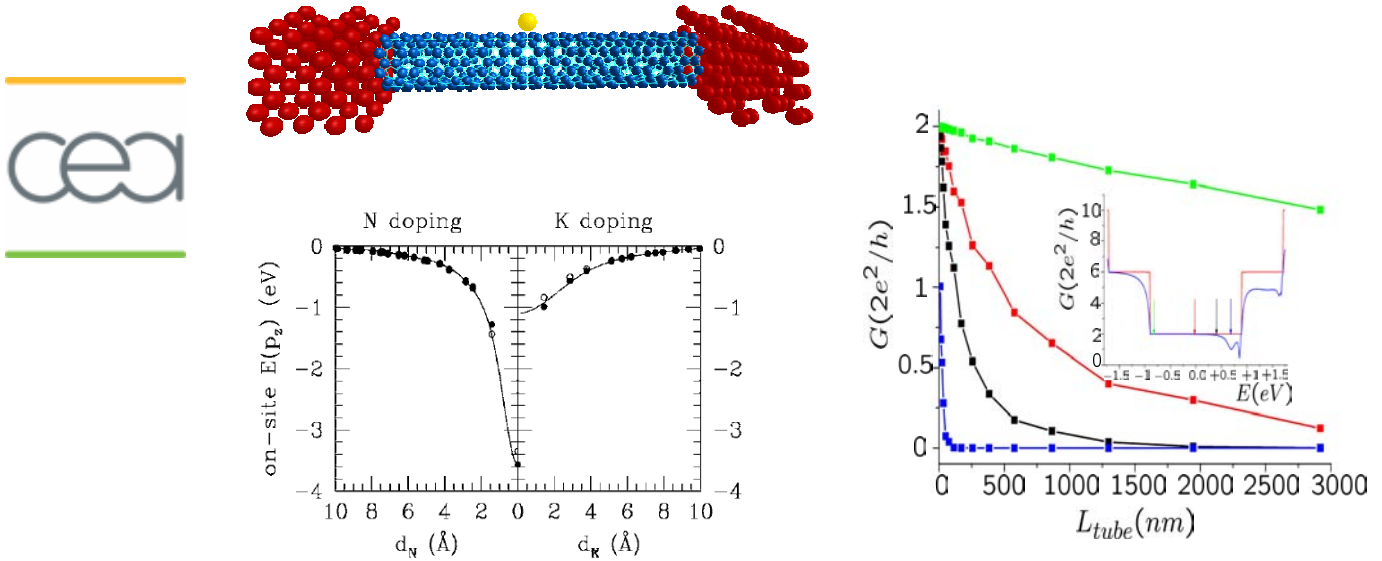 cea
N doping K doping
on-site E(p_z) (eV)
0
-1
-2
-3
-4
0
-1
-2
-3
-4
10 8 6 4 2 0 2 4 6 8 10
d_N (Å) d_K (Å)
G(2e²/h)
2
1.5
1
0.5
0
0 500 1000 1500 2000 2500 3000
L_tube(nm)
G(2e²/h)
10
8
6
4
2
0
-1.5 -1 -0.5 0.0 +0.5 +1 +1.5
E(eV)